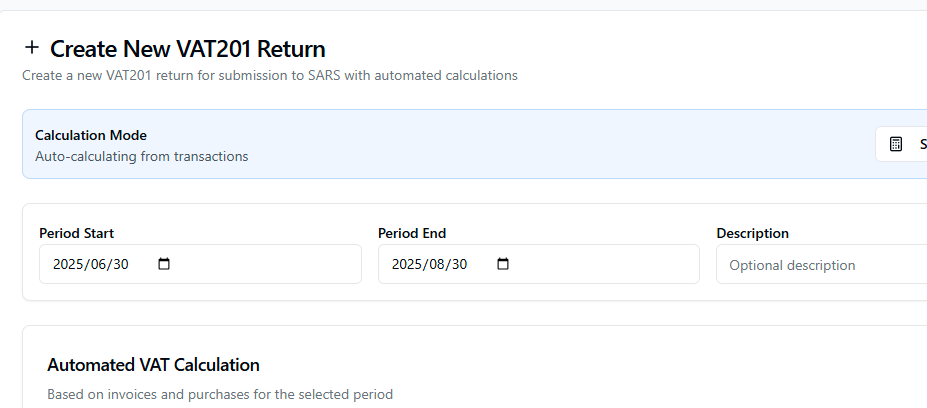 + Create New VAT201 Return
Create a new VAT201 return for submission to SARS with automated calculations
Calculation Mode
Auto-calculating from transactions
S
Period Start
Period End
Description
2025/06/30
2025/08/30
Optional description
Automated VAT Calculation
Based on invoices and purchases for the selected period